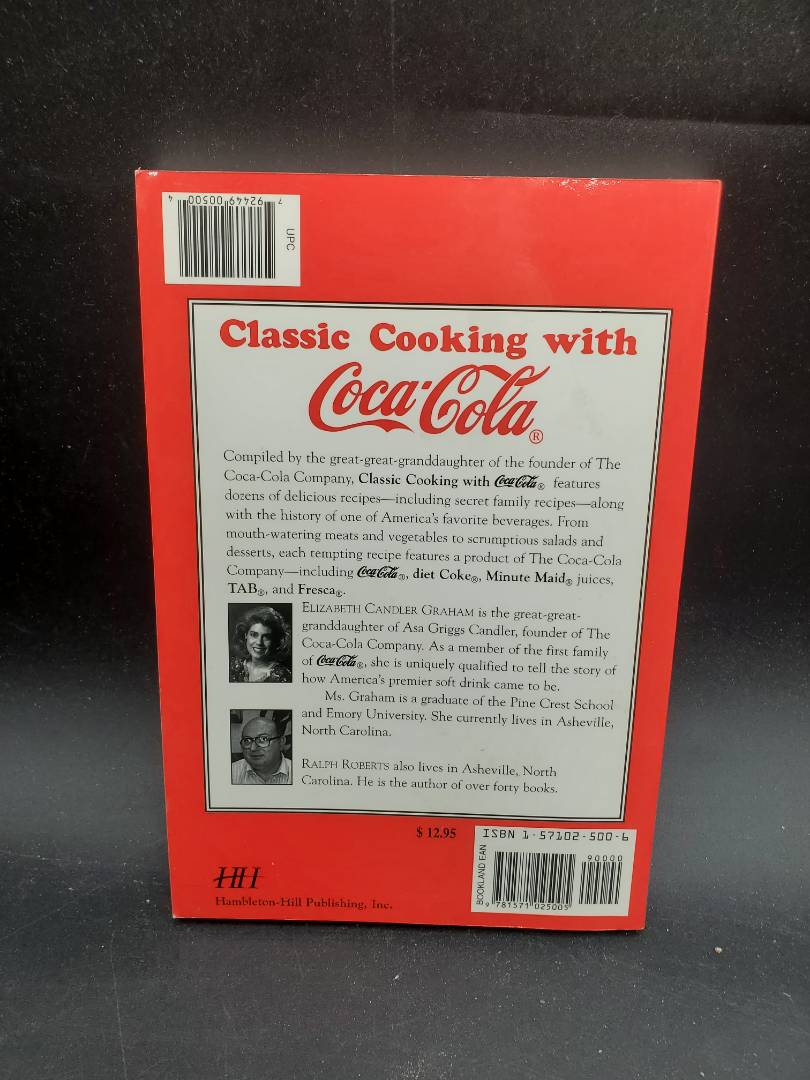 7 92449 00500 4
UPC
Classic Cooking with
Coca-Cola®
Compiled by the great-great-granddaughter of the founder of The
Coca-Cola Company, Classic Cooking with Coca-Cola® features
dozens of delicious recipes—including secret family recipes—along
with the history of one of America's favorite beverages. From
mouth-watering meats and vegetables to scrumptious salads and
desserts, each tempting recipe features a product of The Coca-Cola
Company—including Coca-Cola®, diet Coke®, Minute Maid® juices,
TAB®, and Fresca®.
ELIZABETH CANDLER GRAHAM is the great-great-
granddaughter of Asa Griggs Candler, founder of The
Coca-Cola Company. As a member of the first family
of Coca-Cola®, she is uniquely qualified to tell the story of
how America's premier soft drink came to be.
Ms. Graham is a graduate of the Pine Crest School
and Emory University. She currently lives in Asheville,
North Carolina.
RALPH ROBERTS also lives in Asheville, North
Carolina. He is the author of over forty books.
$ 12.95
ISBN 1-57102-500-6
90000
BOOKLAND EAN
9 781571 025005
HH
Hambleton-Hill Publishing, Inc.